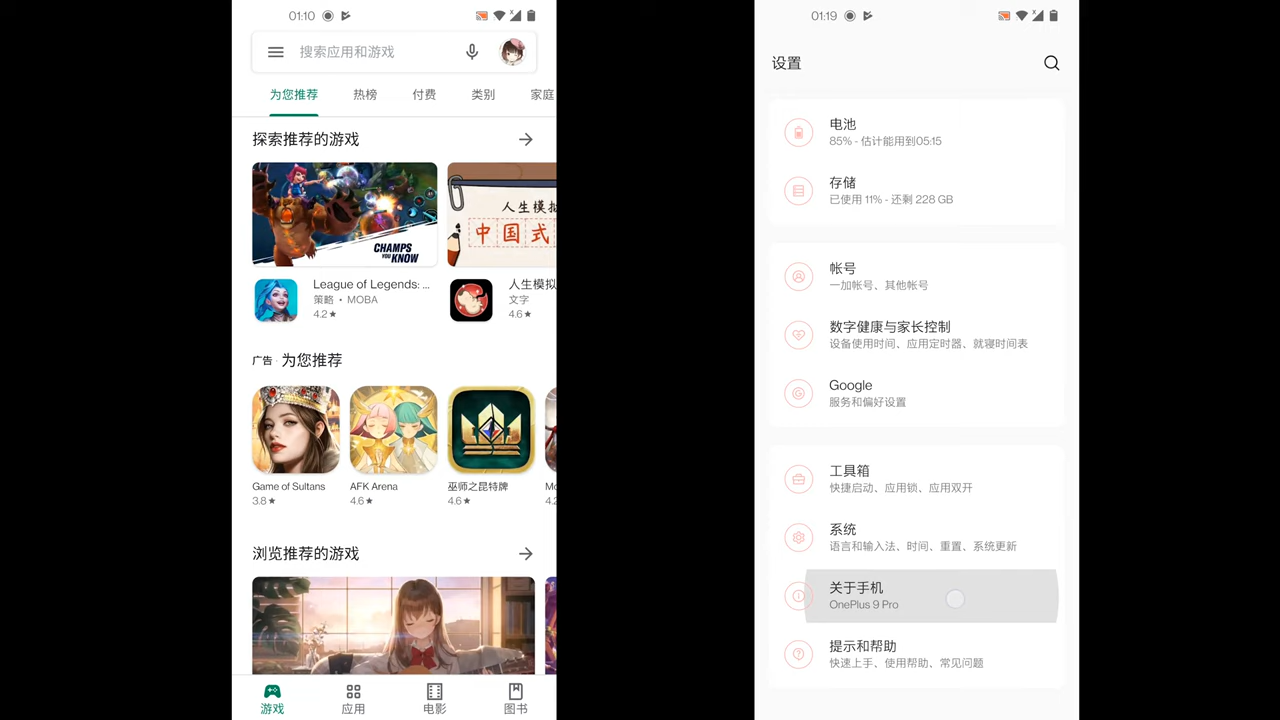 01:10
搜索应用和游戏
为您推荐
热榜
付费
类别
家庭
探索推荐的游戏
CHAMPS
YOU KNOW
人生模拟
中国式
League of Legends: ...
策略 • MOBA
4.2★
人生模拟
文字
4.6★
广告 · 为您推荐
Game of Sultans
3.8★
AFK Arena
4.6★
巫师之昆特牌
4.6★
Mo
4.2
浏览推荐的游戏
游戏
应用
电影
图书
01:19
设置
电池
85% - 估计能用到05:15
存储
已使用 11% - 还剩 228 GB
帐号
一加帐号、其他帐号
数字健康与家长控制
设备使用时间、应用定时器、就寝时间表
Google
服务和偏好设置
工具箱
快捷启动、应用锁、应用双开
系统
语言和输入法、时间、重置、系统更新
关于手机
OnePlus 9 Pro
提示和帮助
快速上手、使用帮助、常见问题